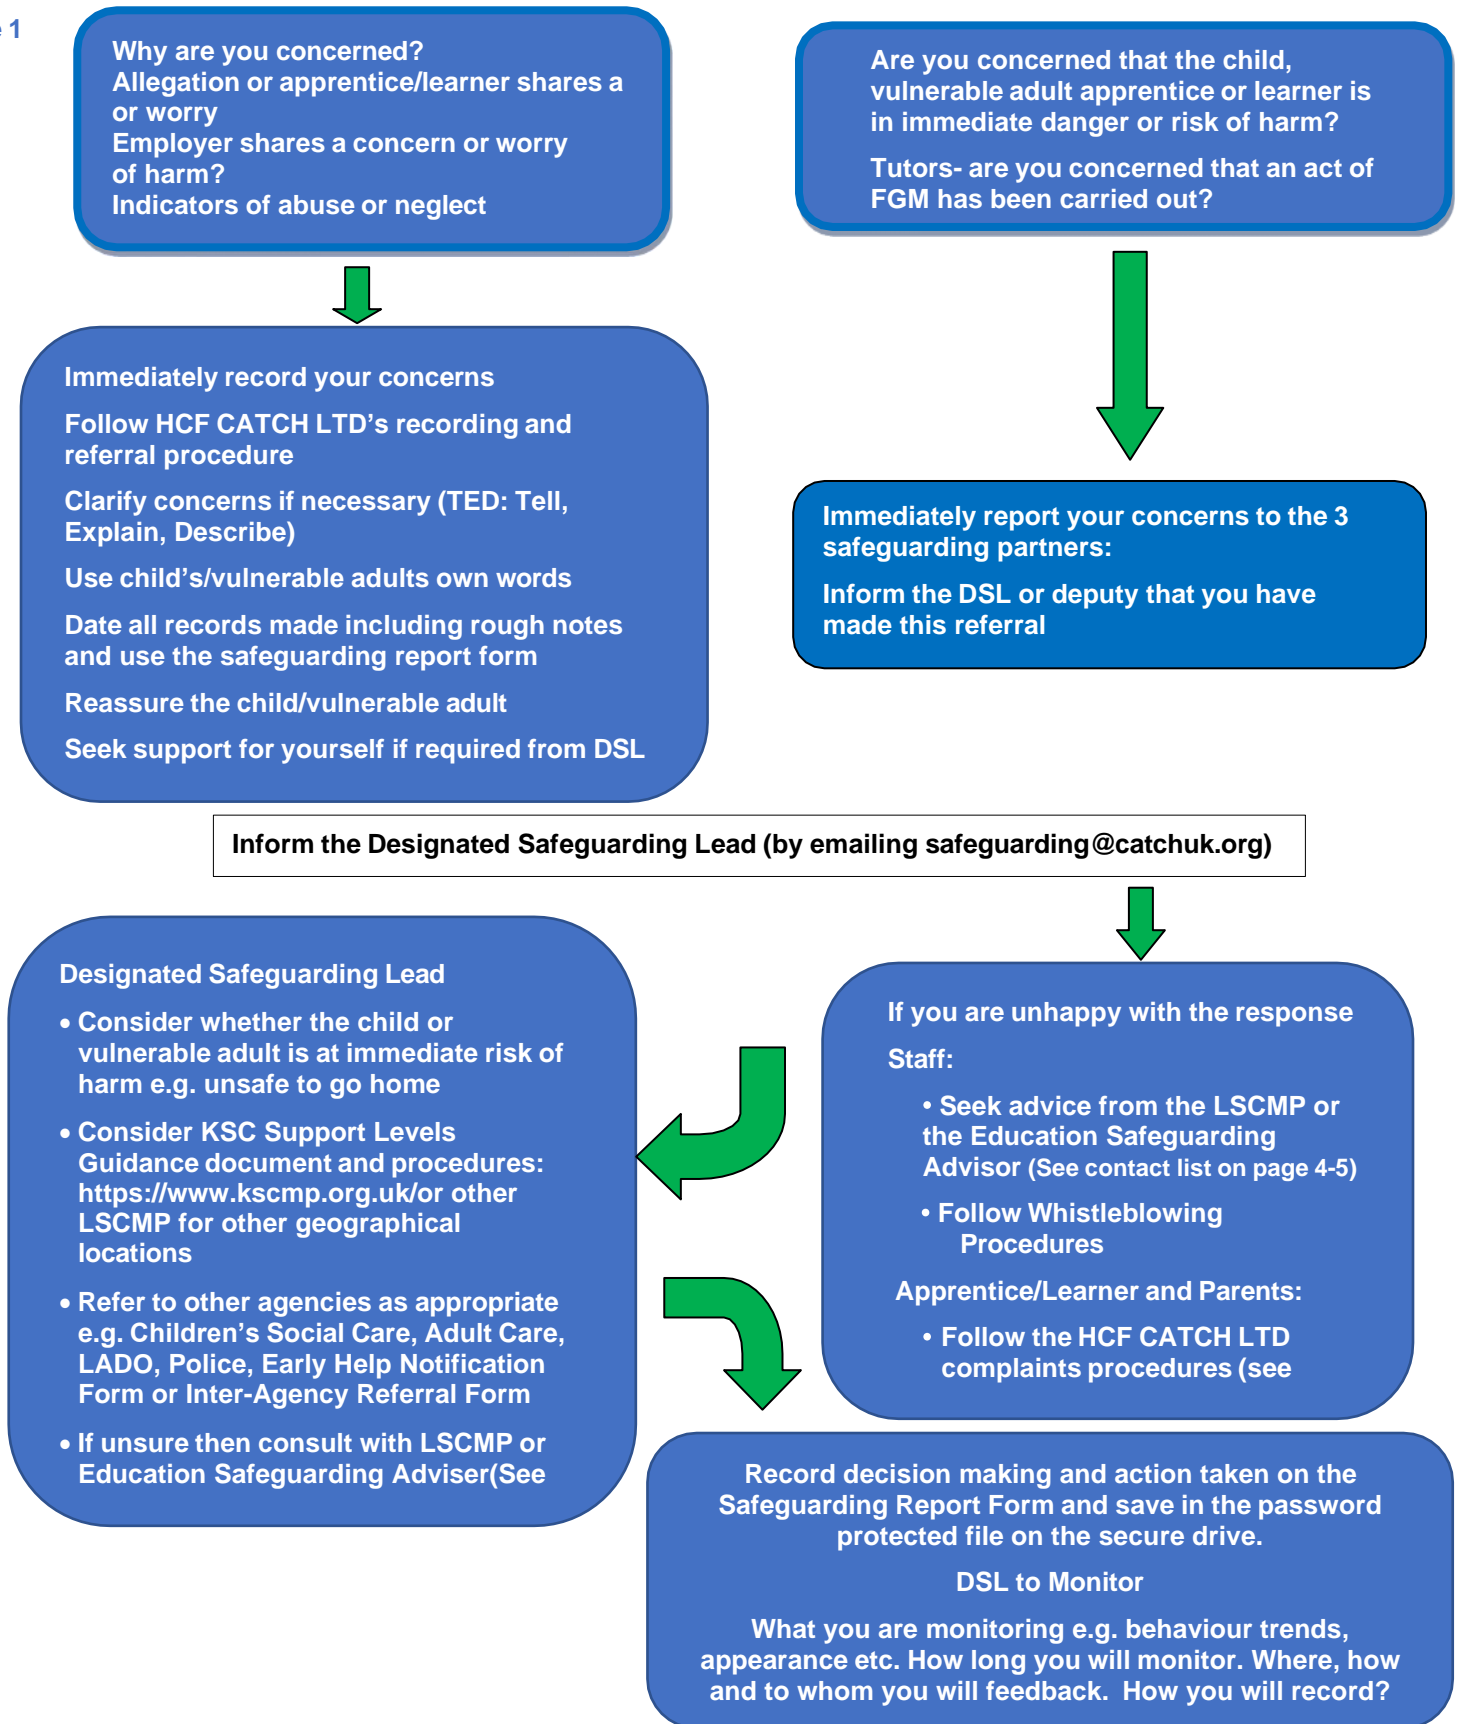 1
Why are you concerned?
Allegation or apprentice/learner shares a
or worry
Employer shares a concern or worry
of harm?
Indicators of abuse or neglect
Are you concerned that the child,
vulnerable adult apprentice or learner is
in immediate danger or risk of harm?
Tutors- are you concerned that an act of
FGM has been carried out?
Immediately record your concerns
Follow HCF CATCH LTD’s recording and
referral procedure
Clarify concerns if necessary (TED: Tell,
Explain, Describe)
Use child’s/vulnerable adults own words
Date all records made including rough notes
and use the safeguarding report form
Reassure the child/vulnerable adult
Seek support for yourself if required from DSL
Immediately report your concerns to the 3
safeguarding partners:
Inform the DSL or deputy that you have
made this referral
Inform the Designated Safeguarding Lead (by emailing safeguarding@catchuk.org)
Designated Safeguarding Lead
• Consider whether the child or
vulnerable adult is at immediate risk of
harm e.g. unsafe to go home
• Consider KSC Support Levels
Guidance document and procedures:
https://www.kscmp.org.uk/or other
LSCMP for other geographical
locations
• Refer to other agencies as appropriate
e.g. Children’s Social Care, Adult Care,
LADO, Police, Early Help Notification
Form or Inter-Agency Referral Form
• If unsure then consult with LSCMP or
Education Safeguarding Adviser(See
If you are unhappy with the response
Staff:
• Seek advice from the LSCMP or
the Education Safeguarding
Advisor (See contact list on page 4-5)
• Follow Whistleblowing
Procedures
Apprentice/Learner and Parents:
• Follow the HCF CATCH LTD
complaints procedures (see
Record decision making and action taken on the
Safeguarding Report Form and save in the password
protected file on the secure drive.
DSL to Monitor
What you are monitoring e.g. behaviour trends,
appearance etc. How long you will monitor. Where, how
and to whom you will feedback.  How you will record?